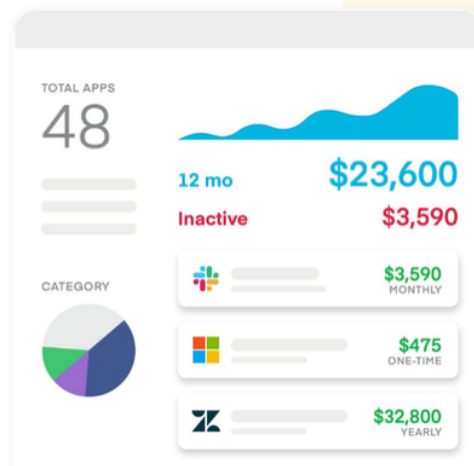 TOTAL APPS
48
12 mo $23,600
Inactive $3,590
CATEGORY
$3,590
MONTHLY
$475
ONE-TIME
$32,800
YEARLY